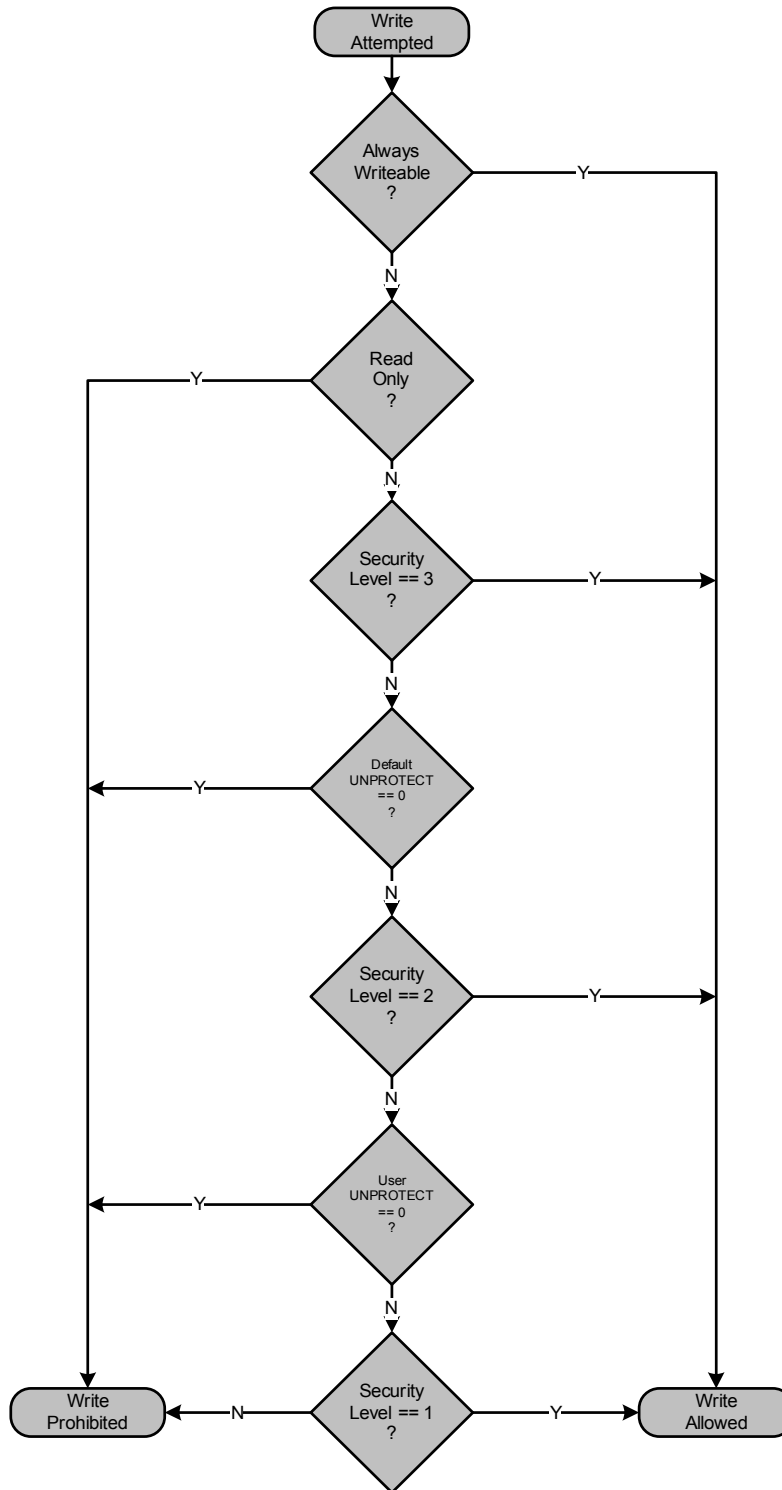 Write
Attempted
Always
Writeable
?
Y
N
Read
Only
?
Y
N
Security
Level == 3
?
Y
N
Default
UNPROTECT
== 0
?
Y
N
Security
Level == 2
?
Y
N
User
UNPROTECT
== 0
?
Y
N
Write
Prohibited
N
Security
Level == 1
?
Y
Write
Allowed